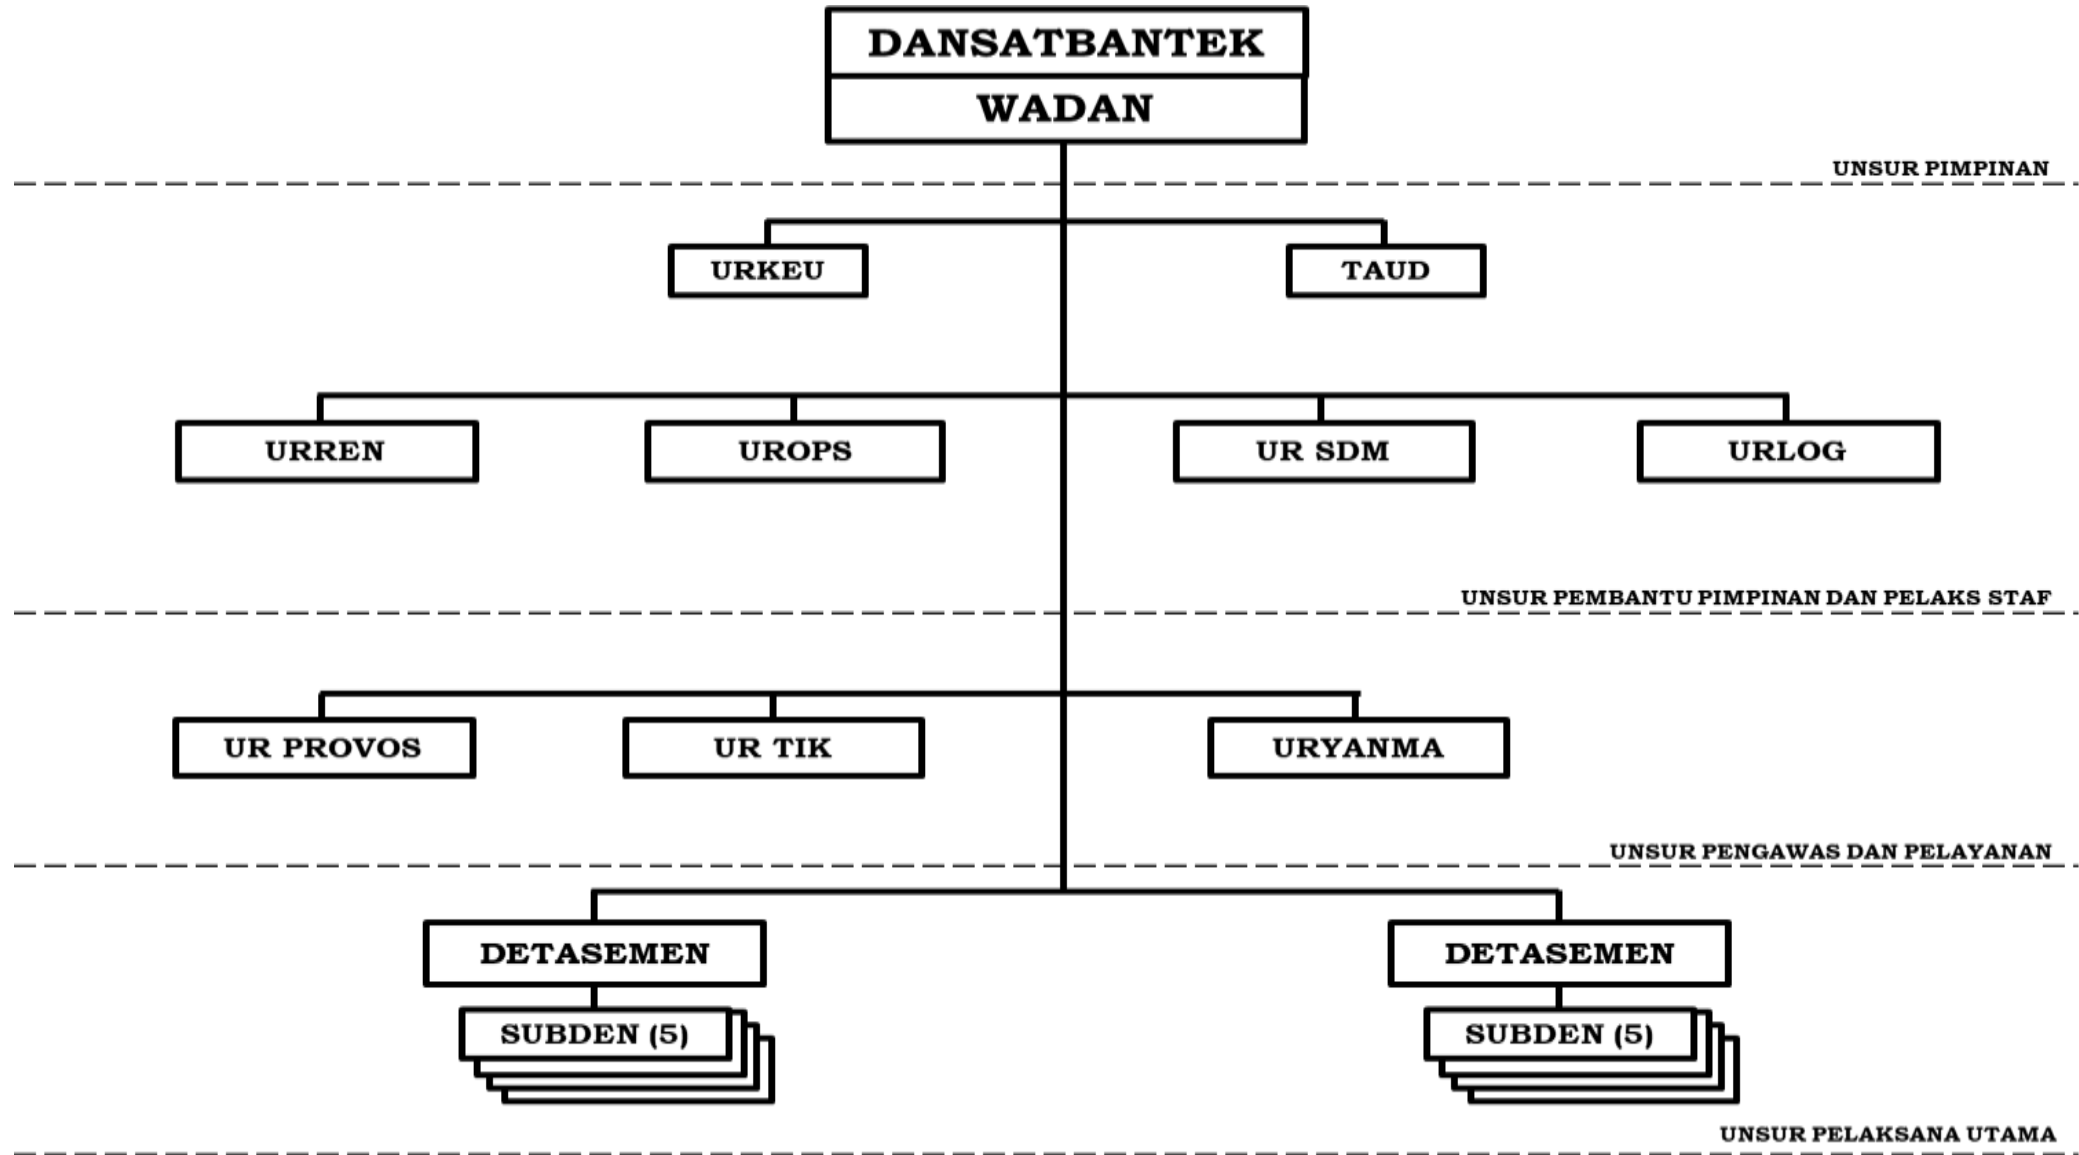 DANSATBANTEK
WADAN
UNSUR PIMPINAN
URKEU
TAUD
URREN
UROPS
UR SDM
URLOG
UNSUR PEMBANTU PIMPINAN DAN PELAKS STAF
UR PROVOS
UR TIK
URYANMA
UNSUR PENGAWAS DAN PELAYANAN
DETASEMEN
DETASEMEN
SUBDEN (5)
SUBDEN (5)
UNSUR PELAKSANA UTAMA